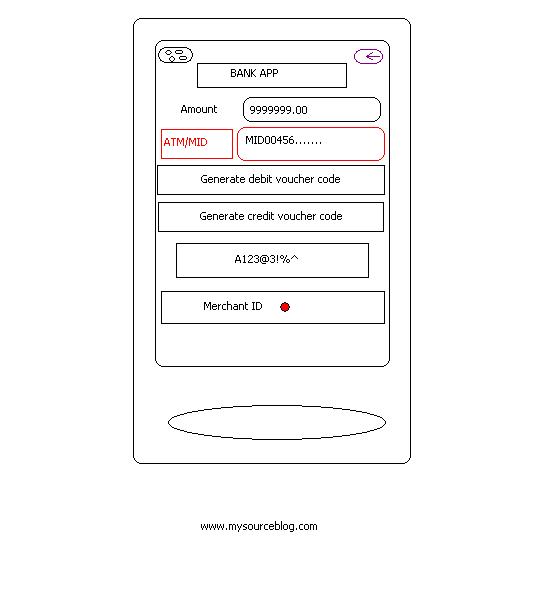 BANK APP
Amount 9999999.00
ATM/MID MID00456.......
Generate debit voucher code
Generate credit voucher code
A123@3!%^
Merchant ID
www.mysourceblog.com